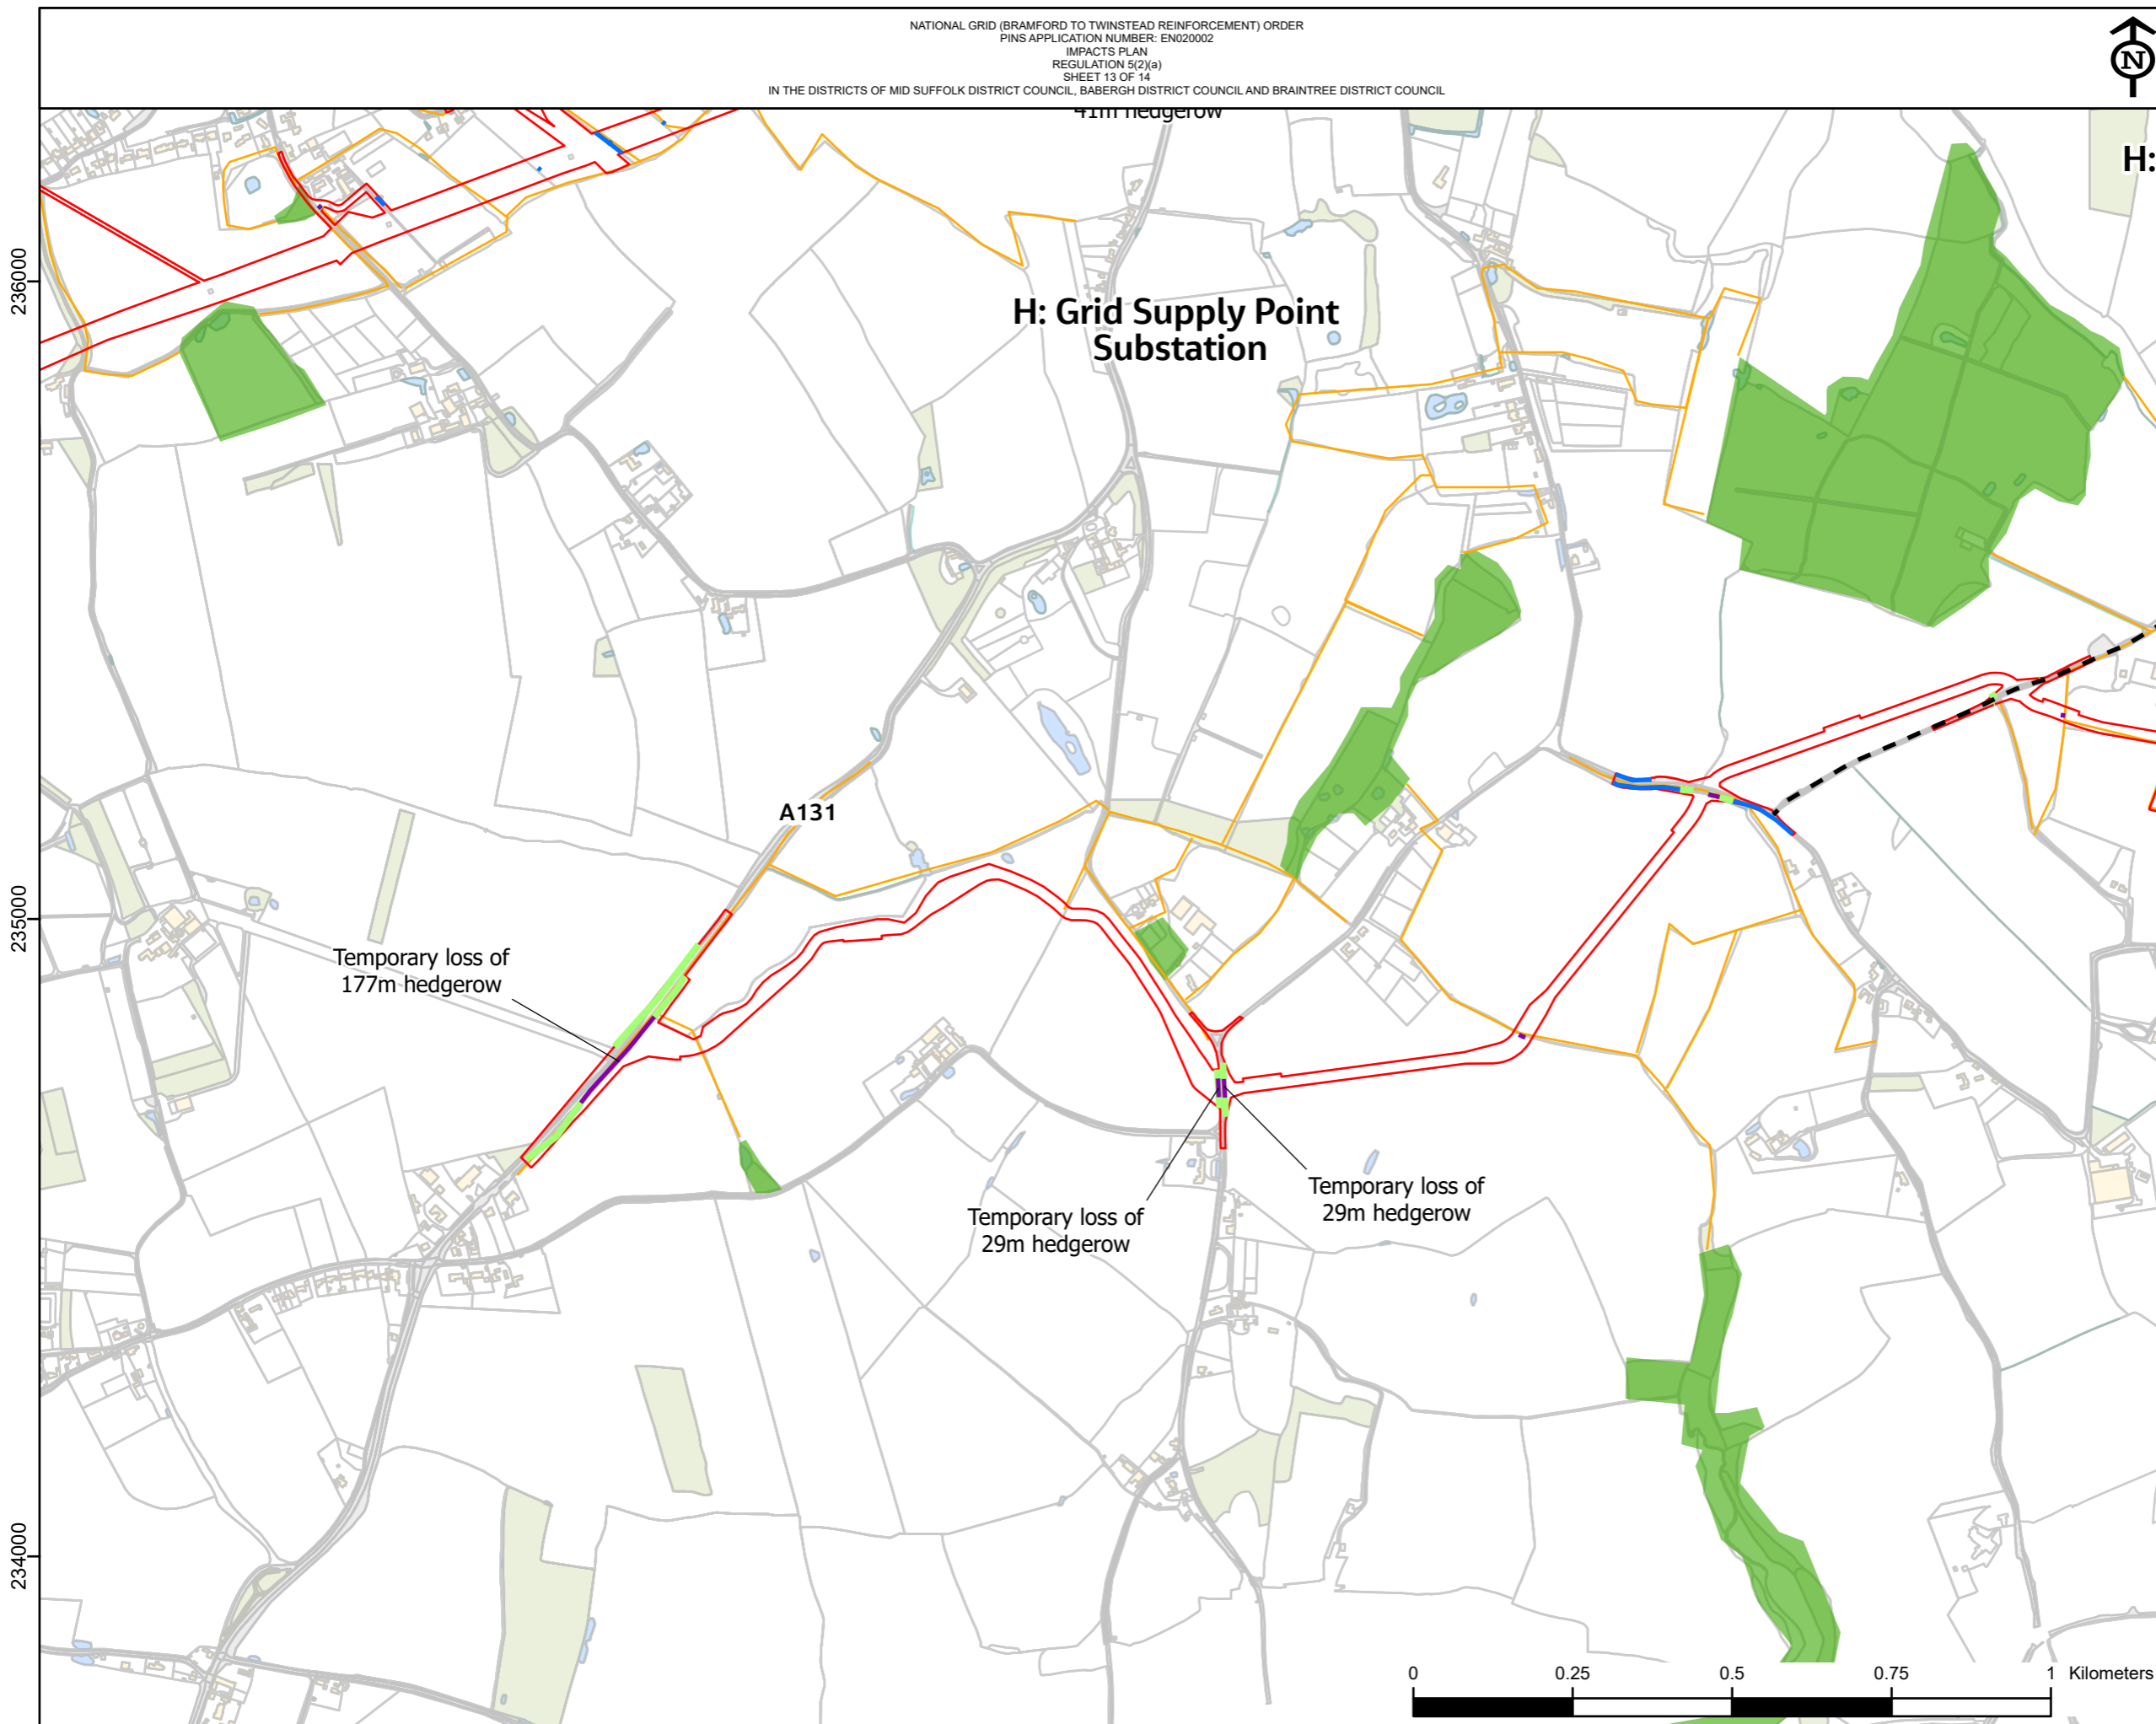 NATIONAL GRID (BRAMFORD TO TWINSTEAD REINFORCEMENT) ORDER
PINS APPLICATION NUMBER: EN020002
IMPACTS PLAN
REGULATION 5(2)(a)
SHEET 13 OF 14
IN THE DISTRICTS OF MID SUFFOLK DISTRICT COUNCIL, BABERGH DISTRICT COUNCIL AND BRAINTREE DISTRICT COUNCIL
N
41m hedgerow
H:
236000
H: Grid Supply Point
Substation
A131
235000
Temporary loss of
177m hedgerow
Temporary loss of
29m hedgerow
Temporary loss of
29m hedgerow
234000
0 0.25 0.5 0.75 1 Kilometers